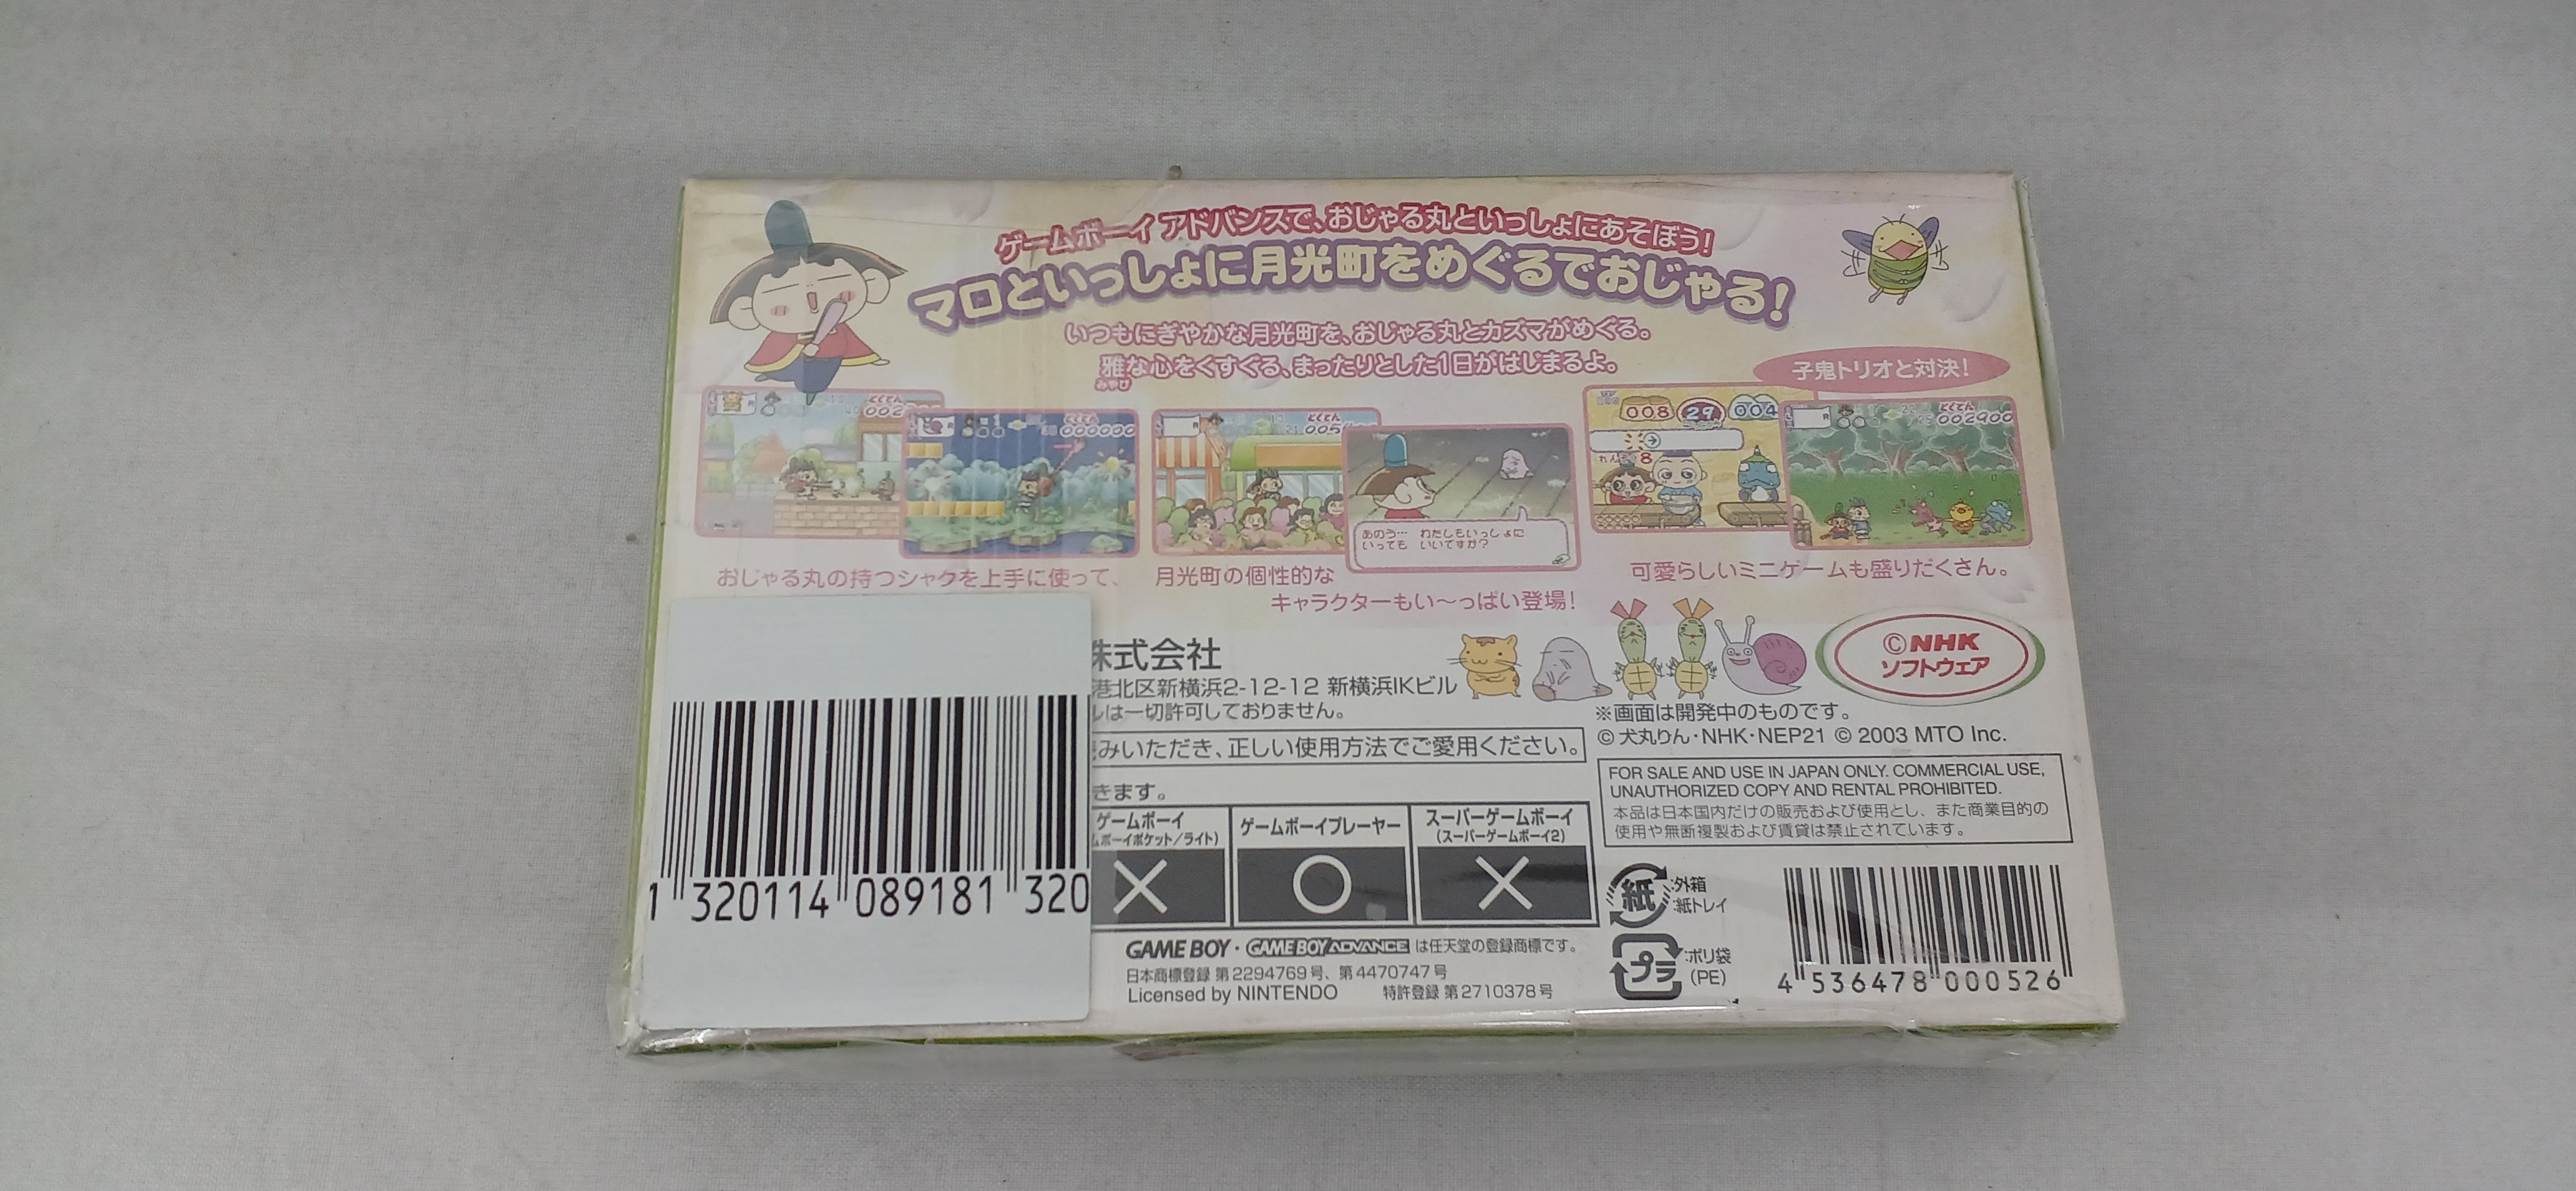 ゲームボーイ アドバンスで、おじゃる丸といっしょにあそぼう!
マロといっしょに月光町をめぐるでおじゃる!
いつもにぎやかな月光町を、おじゃる丸とカズマがめぐる。
雅な心をくすぐる、まったりとした1日がはじまるよ。
みやび
子鬼トリオと対決!
とくてん
002
とくてん
000000
005
あのう… わたしもいっしょに
いっても いいですか?
008 29 004
8
とくてん
002900
おじゃる丸の持つシャクを上手に使って、
月光町の個性的な
キャラクターもい〜っぱい登場!
可愛らしいミニゲームも盛りだくさん。
株式会社
港北区新横浜2-12-12 新横浜IKビル
ルは一切許可しておりません。
©NHK
ソフトウェア
※画面は開発中のものです。
© 犬丸りん・NHK・NEP21 © 2003 MTO Inc.
みいただき、正しい使用方法でご愛用ください。
FOR SALE AND USE IN JAPAN ONLY. COMMERCIAL USE,
UNAUTHORIZED COPY AND RENTAL PROHIBITED.
本品は日本国内だけの販売および使用とし、また商業目的の
使用や無断複製および賃貸は禁止されています。
きます。
ゲームボーイ
ムボーイポケット/ライト)
ゲームボーイプレーヤー
スーパーゲームボーイ
(スーパーゲームボーイ2)
× ○ ×
1 320114 089181 320
GAME BOY・GAME BOY ADVANCE は任天堂の登録商標です。
日本商標登録 第2294769号、第4470747号
Licensed by NINTENDO 特許登録 第2710378号
紙
:外箱
:紙トレイ
プラ
:ポリ袋
(PE)
4 536478 000526